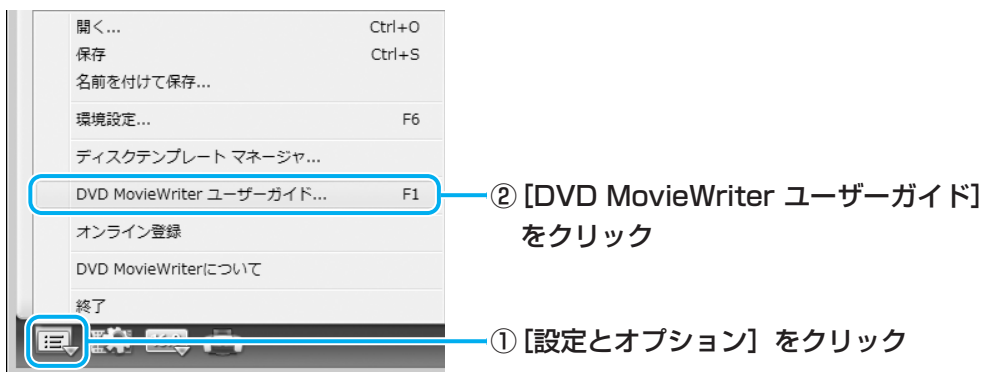 開く... Ctrl+O
保存 Ctrl+S
名前を付けて保存...
環境設定... F6
ディスクテンプレート マネージャ...
DVD MovieWriter ユーザーガイド... F1
オンライン登録
DVD MovieWriterについて
終了
②[DVD MovieWriter ユーザーガイド]
をクリック
①[設定とオプション] をクリック